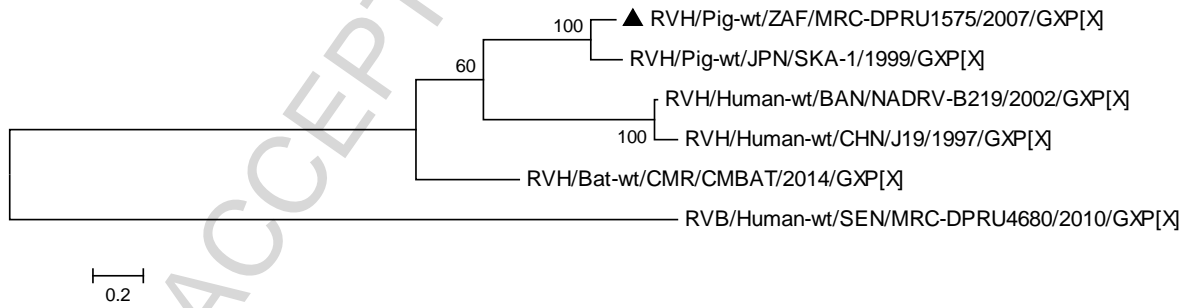 RVH/Pig-wt/ZAF/MRC-DPRU1575/2007/GXP[X]
100
RVH/Pig-wt/JPN/SKA-1/1999/GXP[X]
60
RVH/Human-wt/BAN/NADRV-B219/2002/GXP[X]
100
RVH/Human-wt/CHN/J19/1997/GXP[X]
RVH/Bat-wt/CMR/CMBAT/2014/GXP[X]
RVB/Human-wt/SEN/MRC-DPRU4680/2010/GXP[X]
0.2
ACCEPT